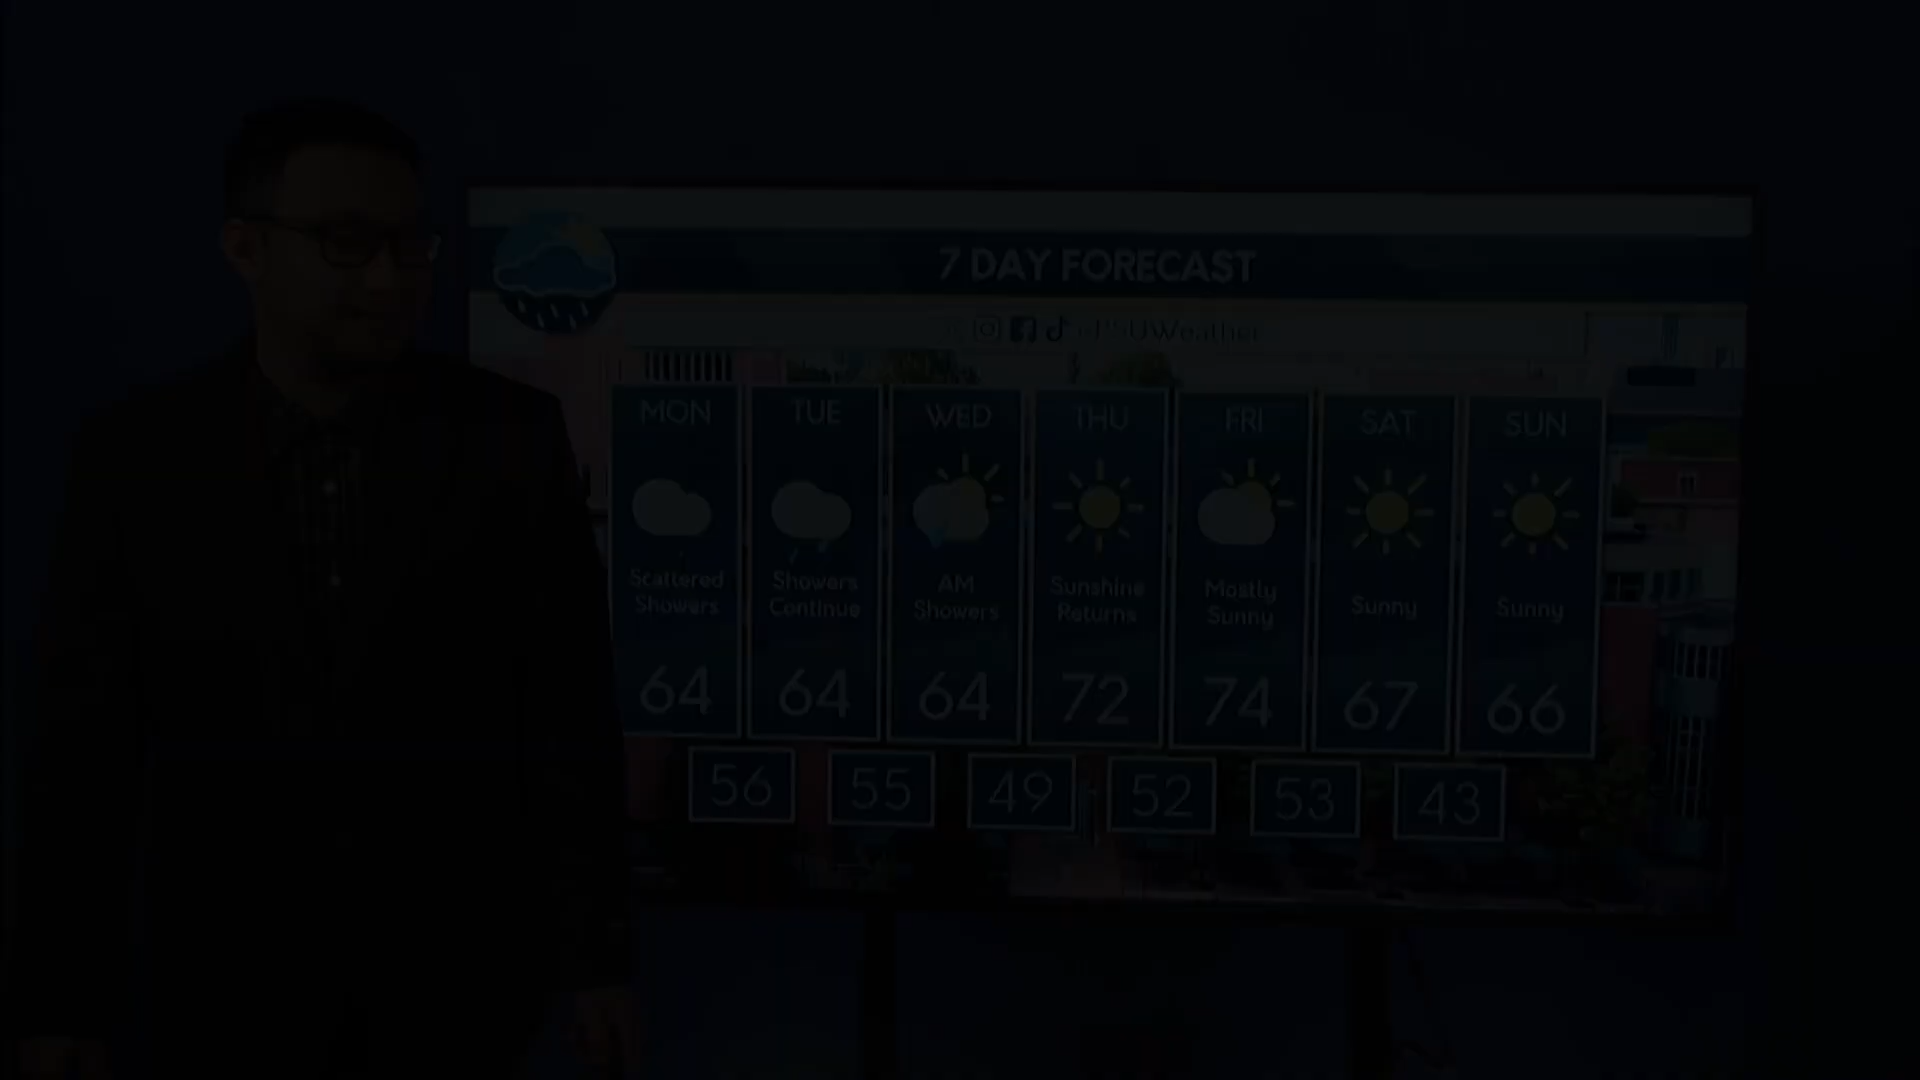 7 DAY FORECAST
@PSUWeather
MON TUE WED THU FRI SAT SUN
Scattered Showers
Showers Continue
AM Showers
Sunshine Returns
Mostly Sunny
Sunny
Sunny
64 64 64 72 74 67 66
56 55 49 52 53 43